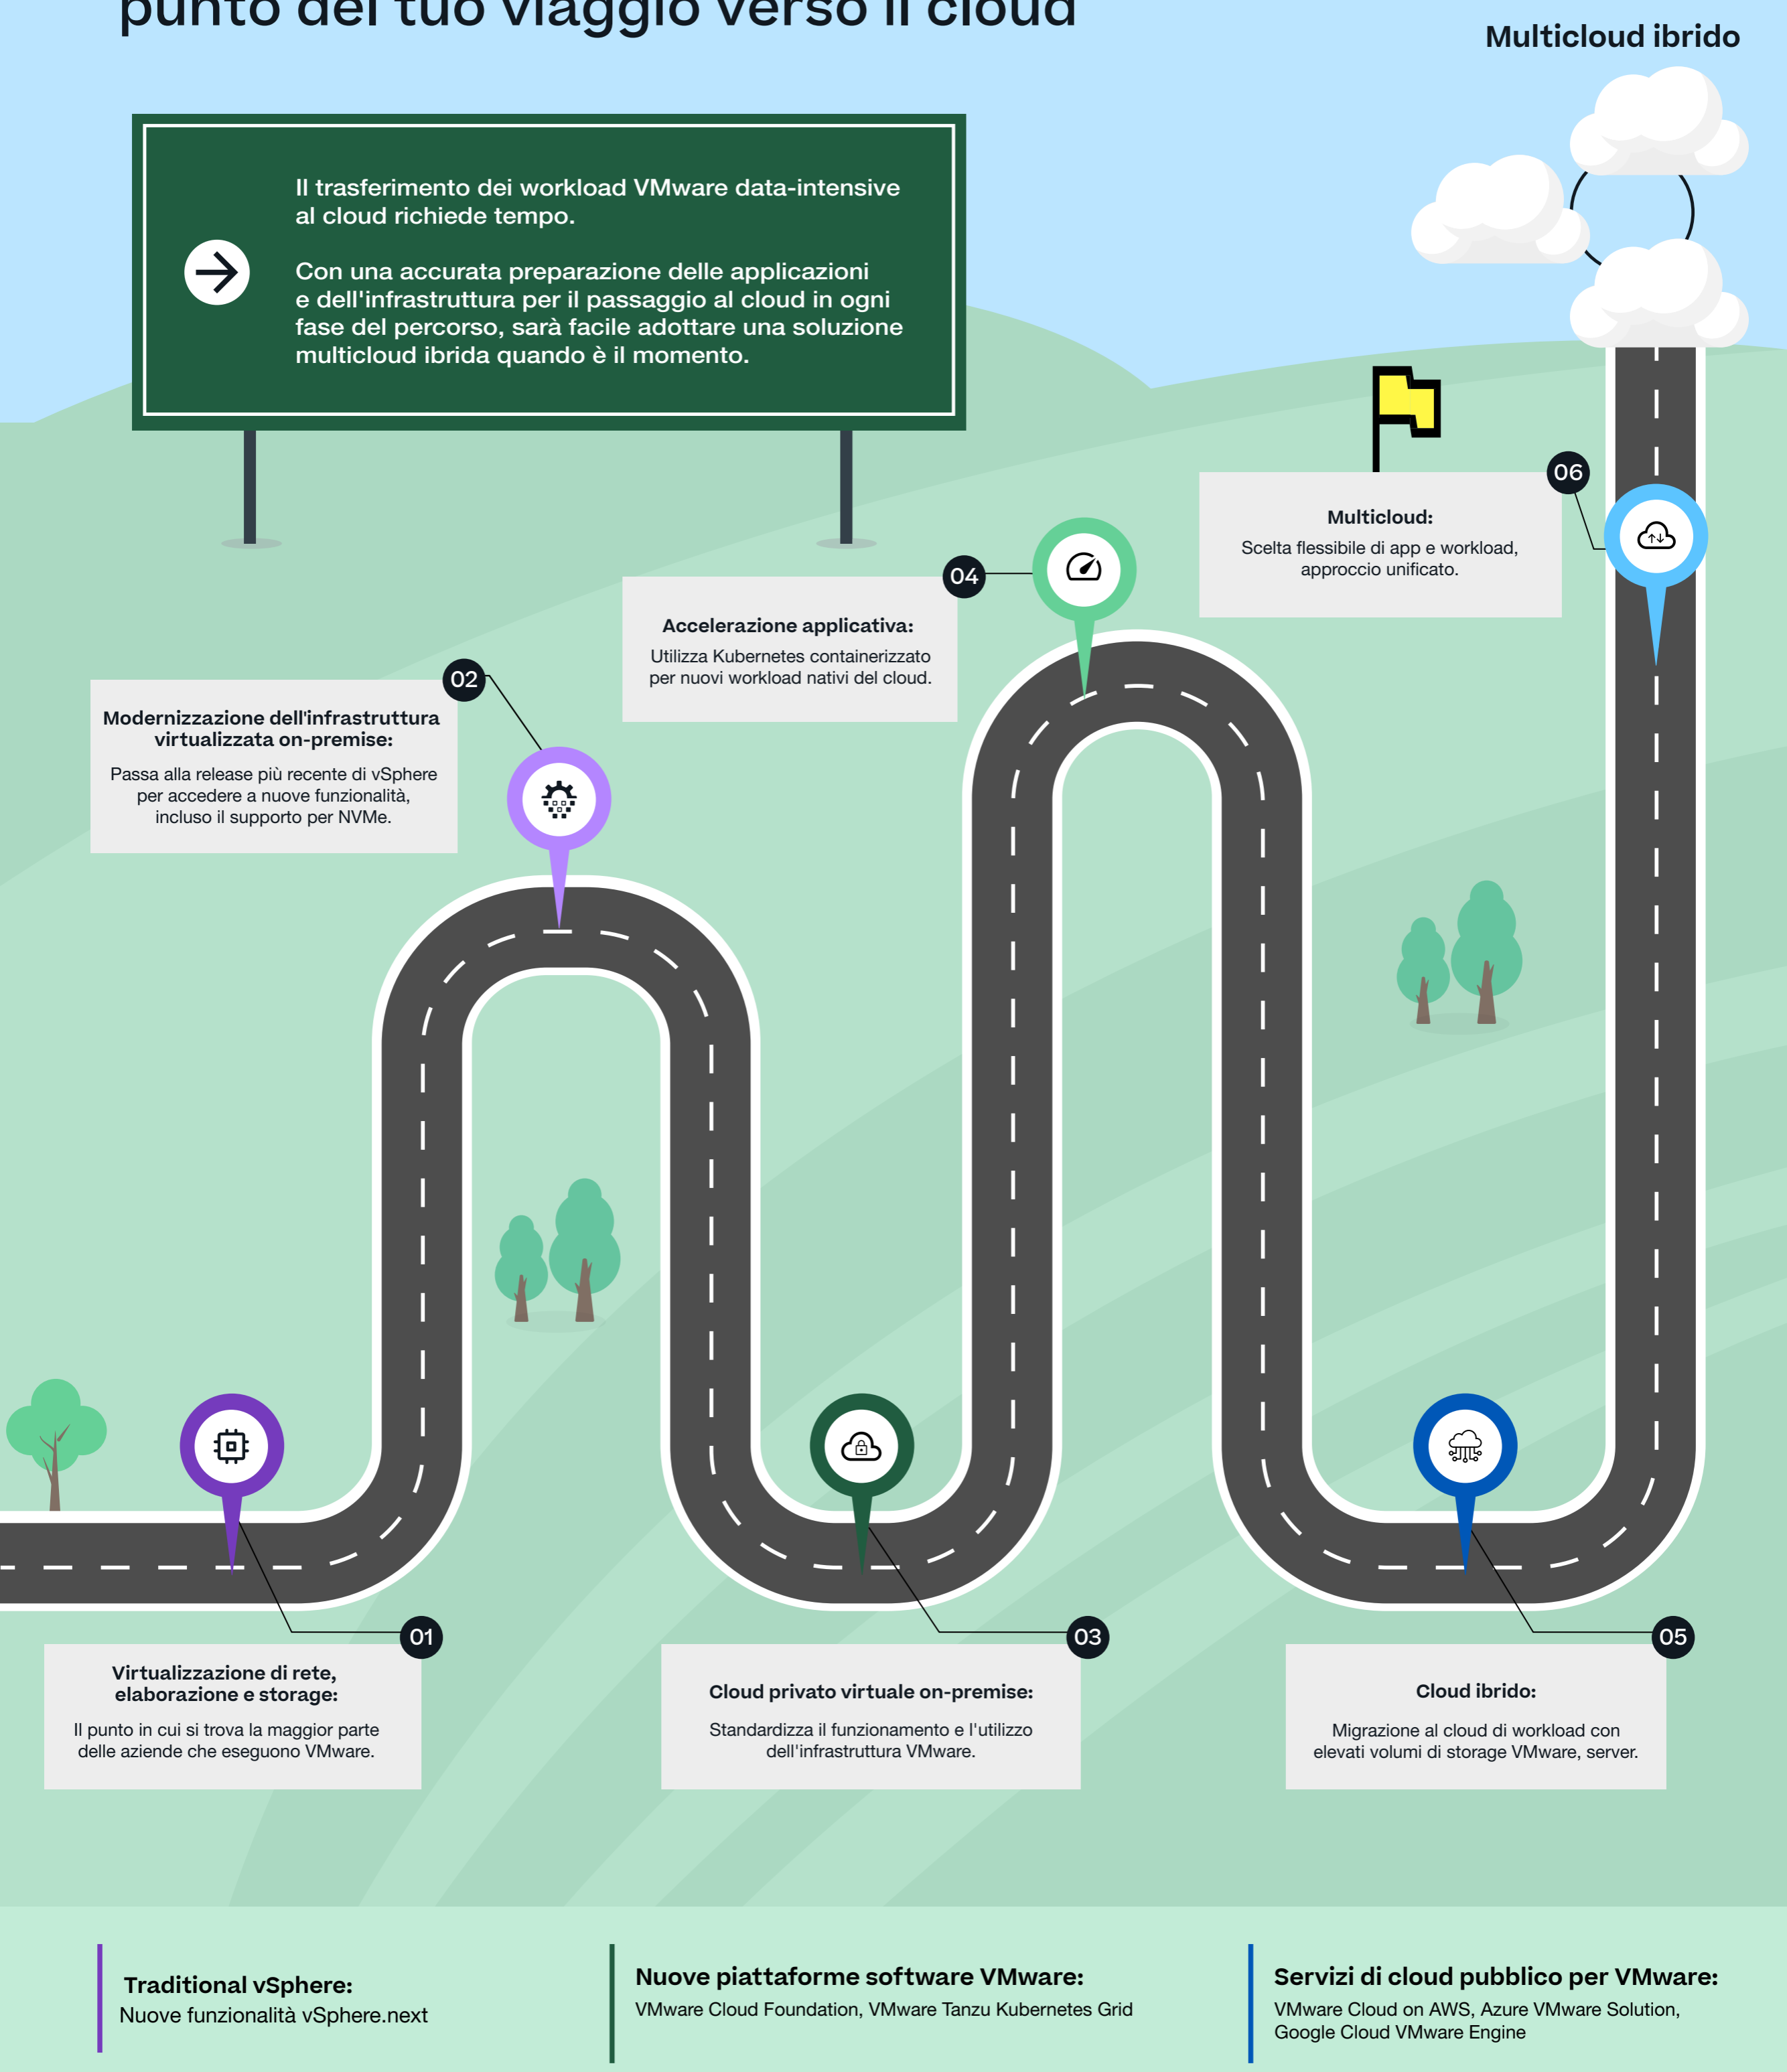 punto del tuo viaggio verso il cloud
Multicloud ibrido
Il trasferimento dei workload VMware data-intensive
al cloud richiede tempo.
Con una accurata preparazione delle applicazioni
e dell'infrastruttura per il passaggio al cloud in ogni
fase del percorso, sarà facile adottare una soluzione
multicloud ibrida quando è il momento.
06
Multicloud:
Scelta flessibile di app e workload,
approccio unificato.
04
Accelerazione applicativa:
Utilizza Kubernetes containerizzato
per nuovi workload nativi del cloud.
02
Modernizzazione dell'infrastruttura
virtualizzata on-premise:
Passa alla release più recente di vSphere
per accedere a nuove funzionalità,
incluso il supporto per NVMe.
01
Virtualizzazione di rete,
elaborazione e storage:
Il punto in cui si trova la maggior parte
delle aziende che eseguono VMware.
03
Cloud privato virtuale on-premise:
Standardizza il funzionamento e l'utilizzo
dell'infrastruttura VMware.
05
Cloud ibrido:
Migrazione al cloud di workload con
elevati volumi di storage VMware, server.
Traditional vSphere:
Nuove funzionalità vSphere.next
Nuove piattaforme software VMware:
VMware Cloud Foundation, VMware Tanzu Kubernetes Grid
Servizi di cloud pubblico per VMware:
VMware Cloud on AWS, Azure VMware Solution,
Google Cloud VMware Engine